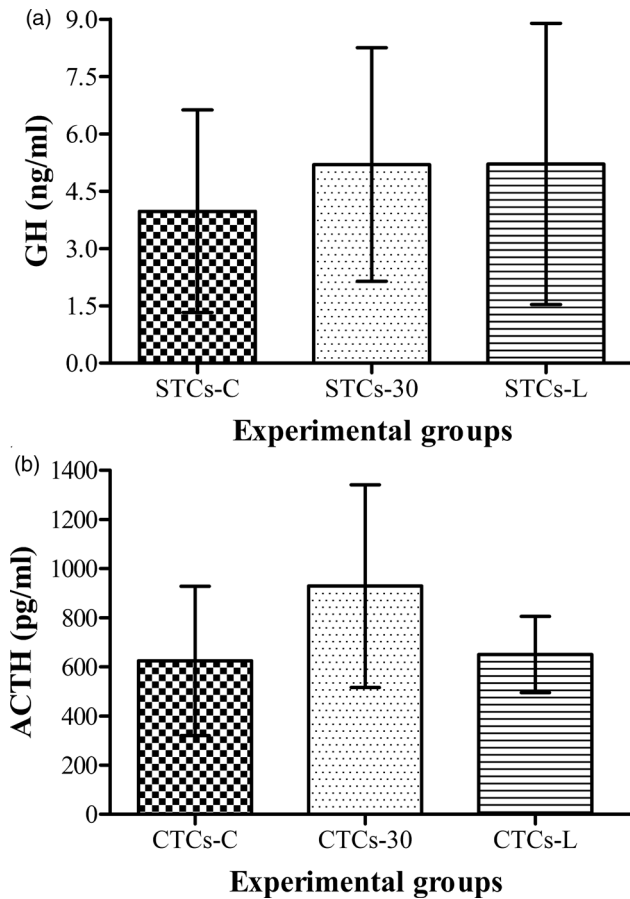 (a)
GH (ng/ml)
9.0
7.5
6.0
4.5
3.0
1.5
0.0
STCs-C STCs-30 STCs-L
Experimental groups
(b)
ACTH (pg/ml)
1400
1200
1000
800
600
400
200
0
CTCs-C CTCs-30 CTCs-L
Experimental groups